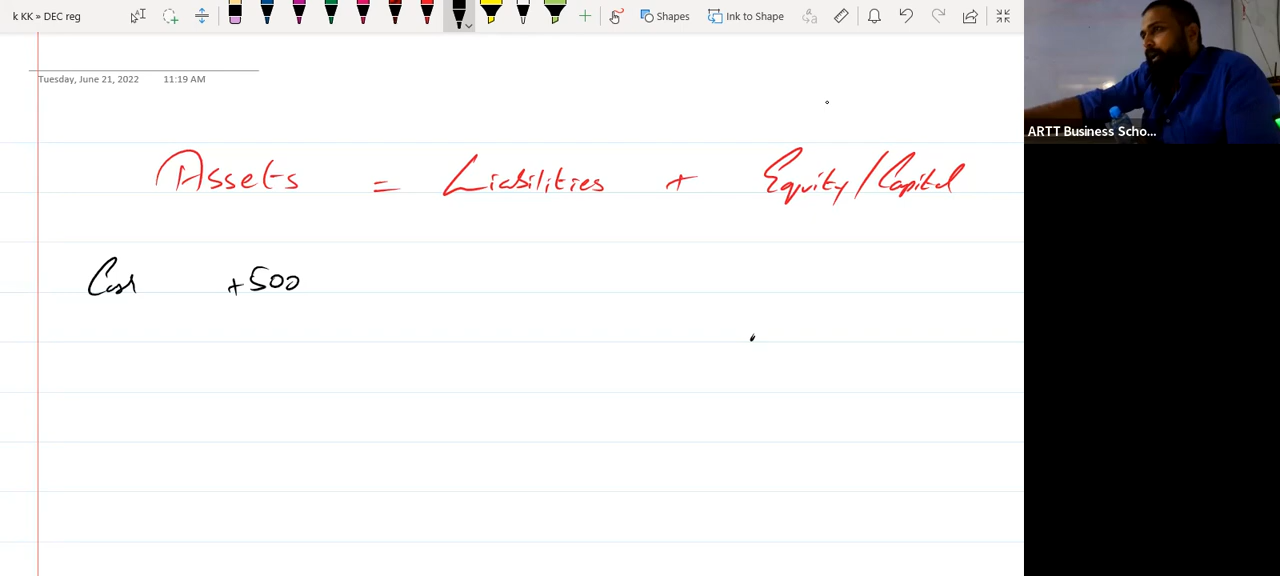 k KK » DEC reg
Shapes
Ink to Shape
Tuesday, June 21, 2022 11:19 AM
ARTT Business Scho...
Assets = Liabilities + Equity/Capital
Cash +500